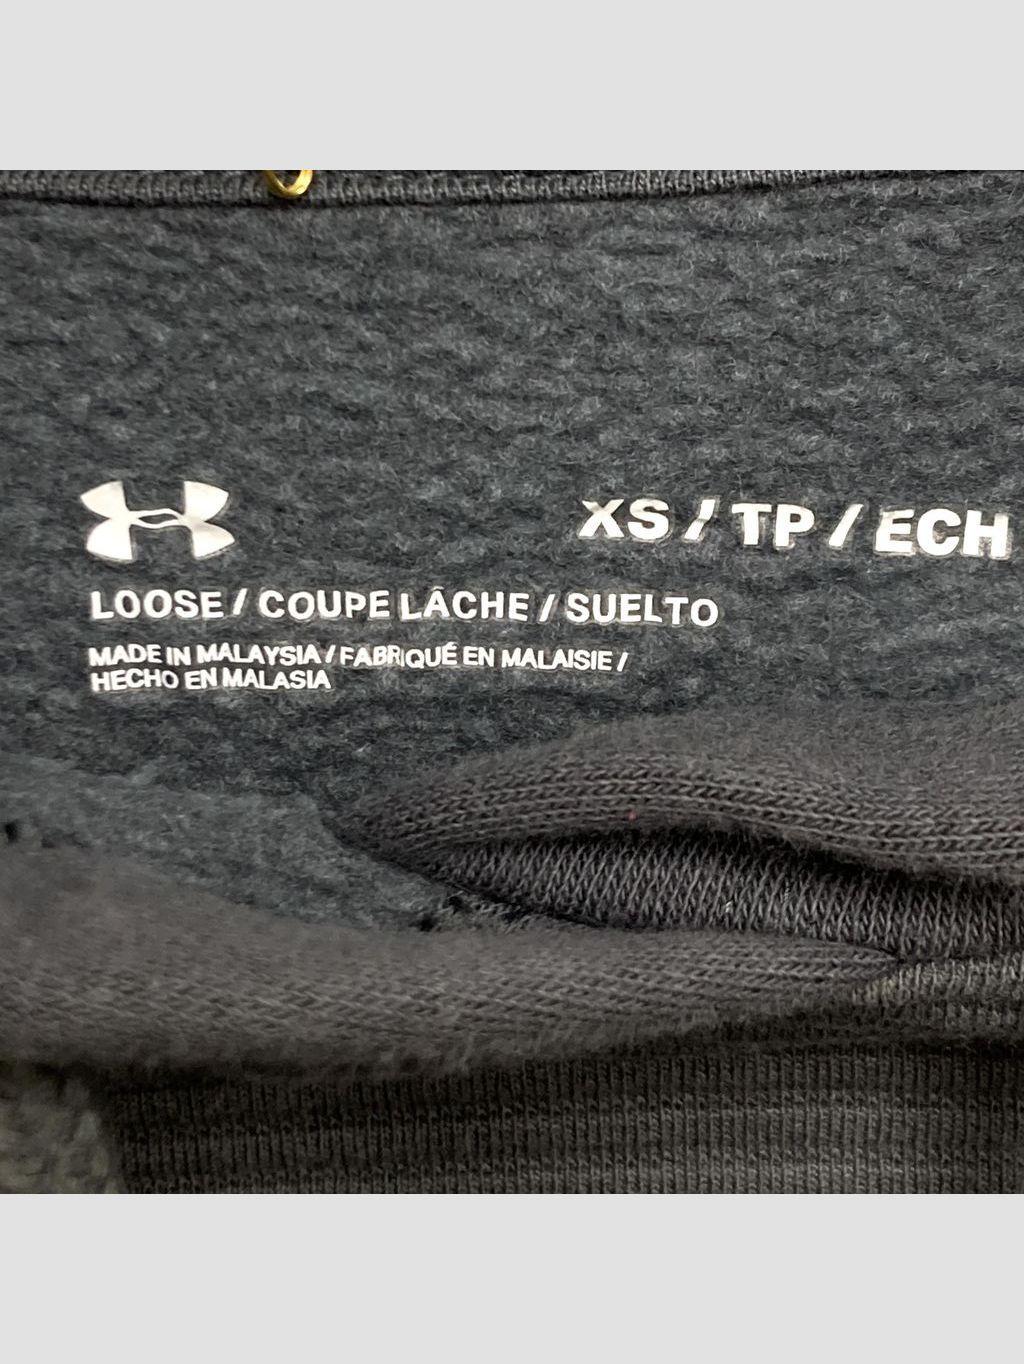 XS / TP / ECH
LOOSE / COUPE LÂCHE / SUELTO
MADE IN MALAYSIA / FABRIQUÉ EN MALAISIE /
HECHO EN MALASIA